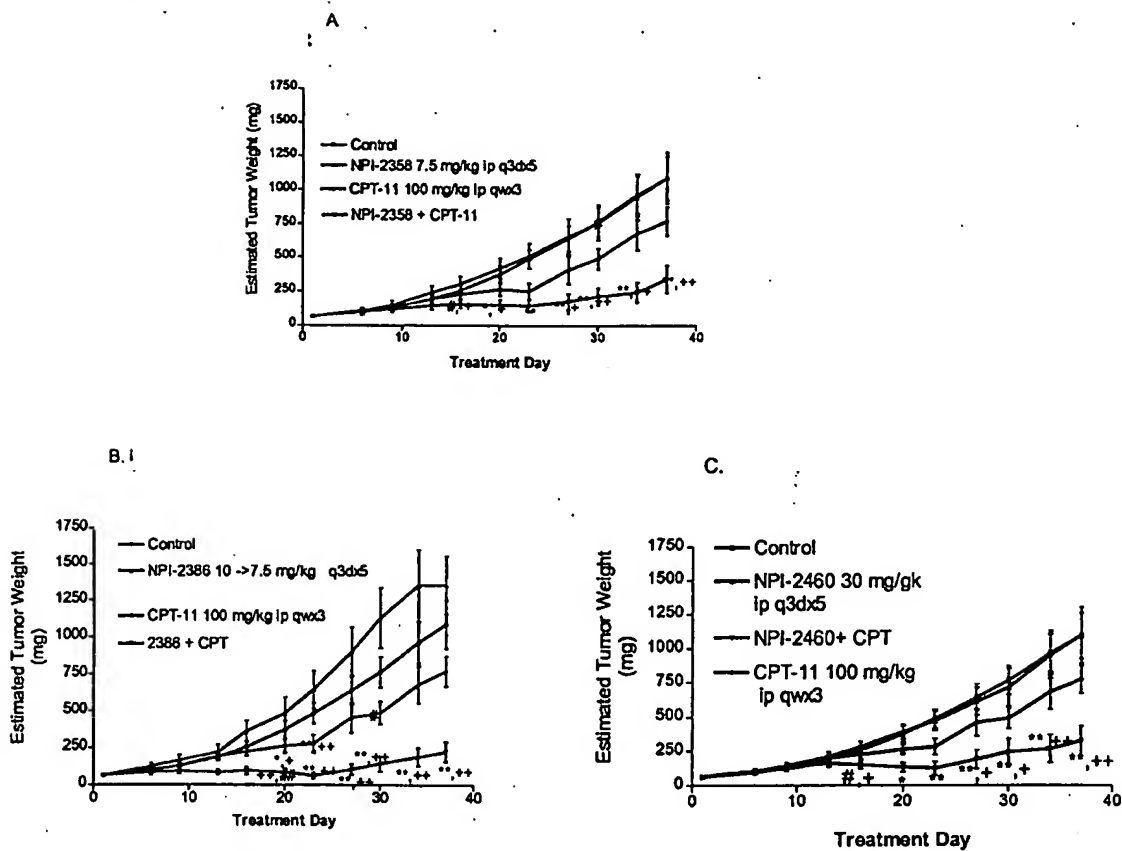 A
Estimated Tumor Weight (mg)
1750
1500
1250
1000
750
500
250
0
Control
NPI-2358 7.5 mg/kg ip q3dx5
CPT-11 100 mg/kg ip qwx3
NPI-2358 + CPT-11
0
10
20
30
40
Treatment Day
B.
Estimated Tumor Weight
(mg)
1750
1500
1250
1000
750
500
250
0
Control
NPI-2386 10 ->7.5 mg/kg q3dx5
CPT-11 100 mg/kg ip qwx3
2386 + CPT
0
10
20
30
40
Treatment Day
C.
Estimated Tumor Weight
(mg)
1750
1500
1250
1000
750
500
250
0
Control
NPI-2460 30 mg/gk
ip q3dx5
NPI-2460+ CPT
CPT-11 100 mg/kg
ip qwx3
0
10
20
30
40
Treatment Day